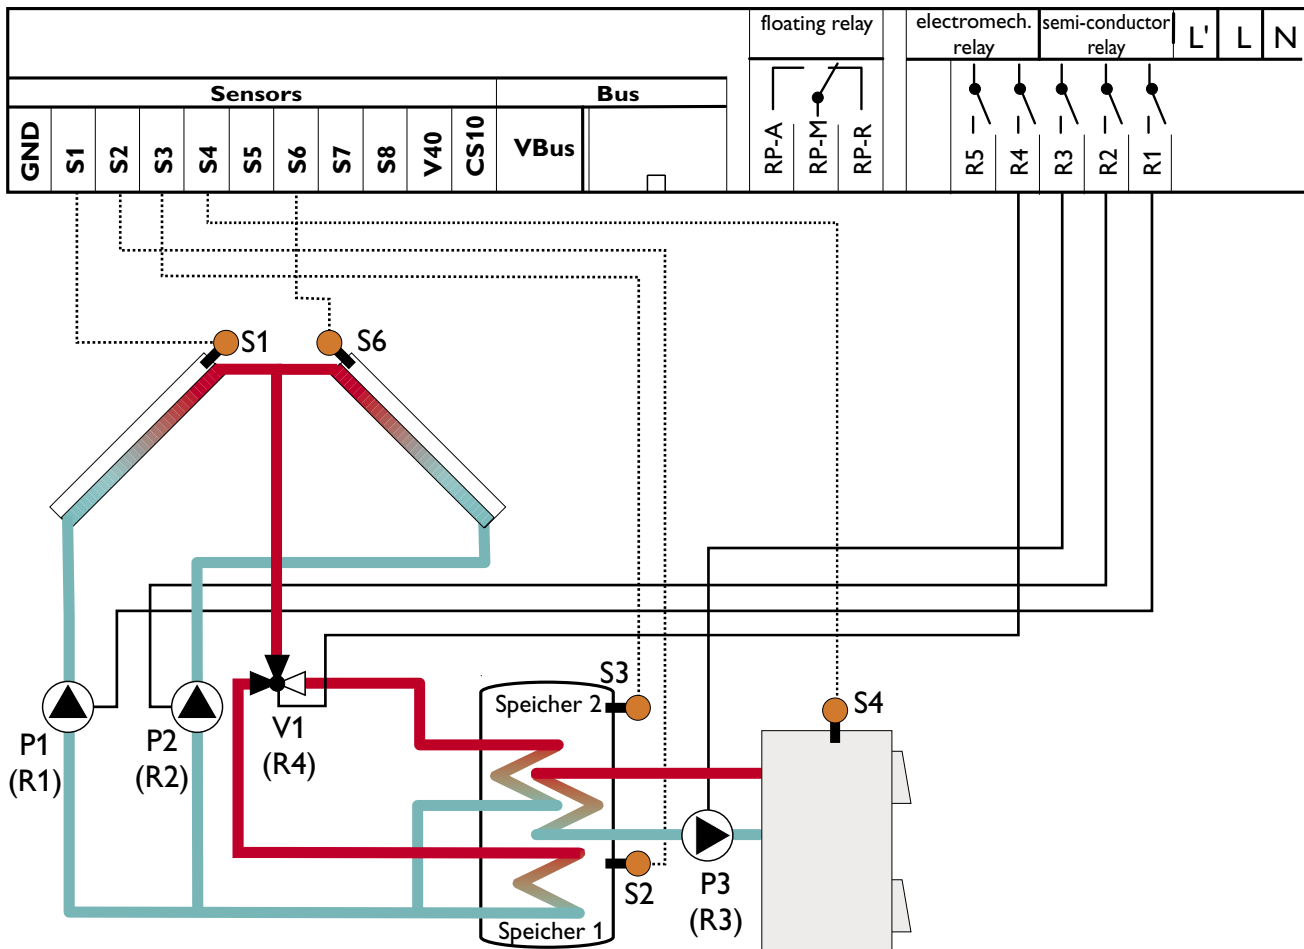 floating relay
electromech.
relay
semi-conductor
relay
L'
L
N
Sensors
Bus
GND
S1
S2
S3
S4
S5
S6
S7
S8
V40
CS10
VBus
RP-A
RP-M
RP-R
R5
R4
R3
R2
R1
S1
S6
S3
Speicher 2
S4
V1
(R4)
P1
(R1)
P2
(R2)
S2
P3
(R3)
Speicher 1